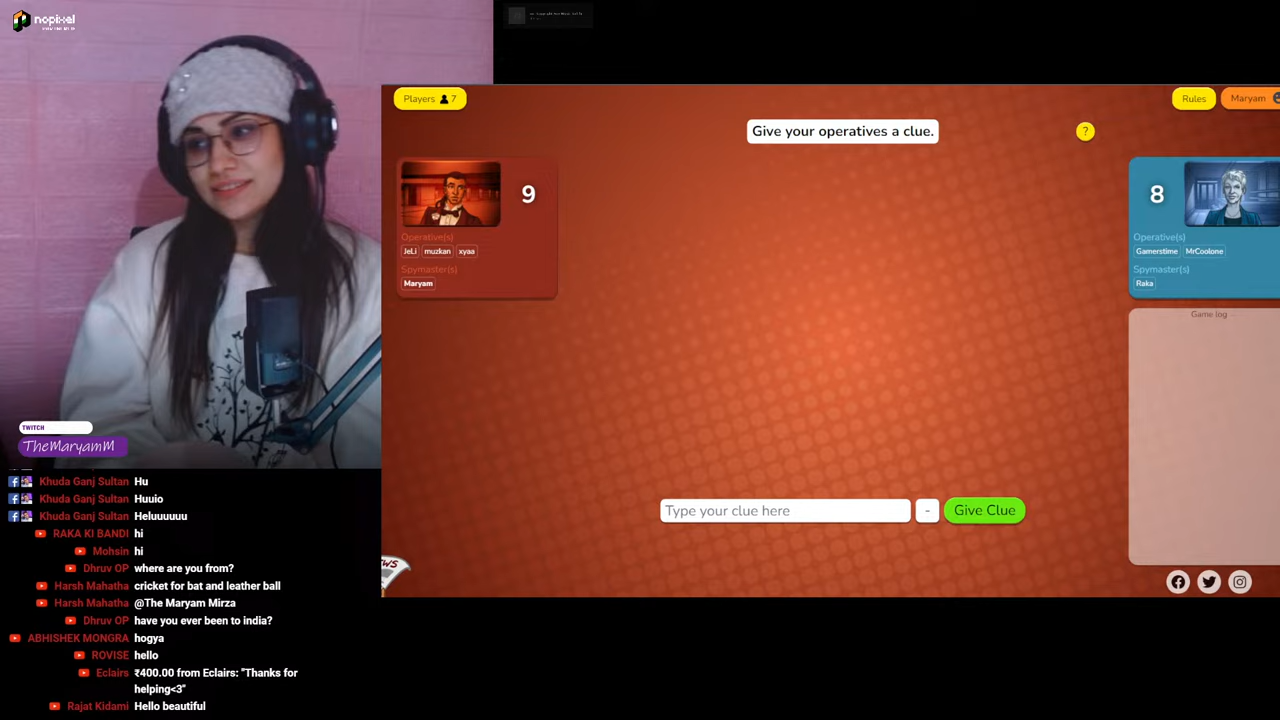 nopixel
Players 7
Rules
Maryam
Give your operatives a clue.
?
9
Operative(s)
JeLi muzkan xyaa
Spymaster(s)
Maryam
8
Operative(s)
Gamerstime MrCoolone
Spymaster(s)
Raka
Game log
Type your clue here
-
Give Clue
TWITCH
TheMaryamM
Khuda Ganj Sultan Hu
Khuda Ganj Sultan Huuio
Khuda Ganj Sultan Heluuuuuu
RAKA KI BANDI hi
Mohsin hi
Dhruv OP where are you from?
Harsh Mahatha cricket for bat and leather ball
Harsh Mahatha @The Maryam Mirza
Dhruv OP have you ever been to india?
ABHISHEK MONGRA hogya
ROVISE hello
Eclairs ₹400.00 from Eclairs: "Thanks for
helping<3"
Rajat Kidami Hello beautiful